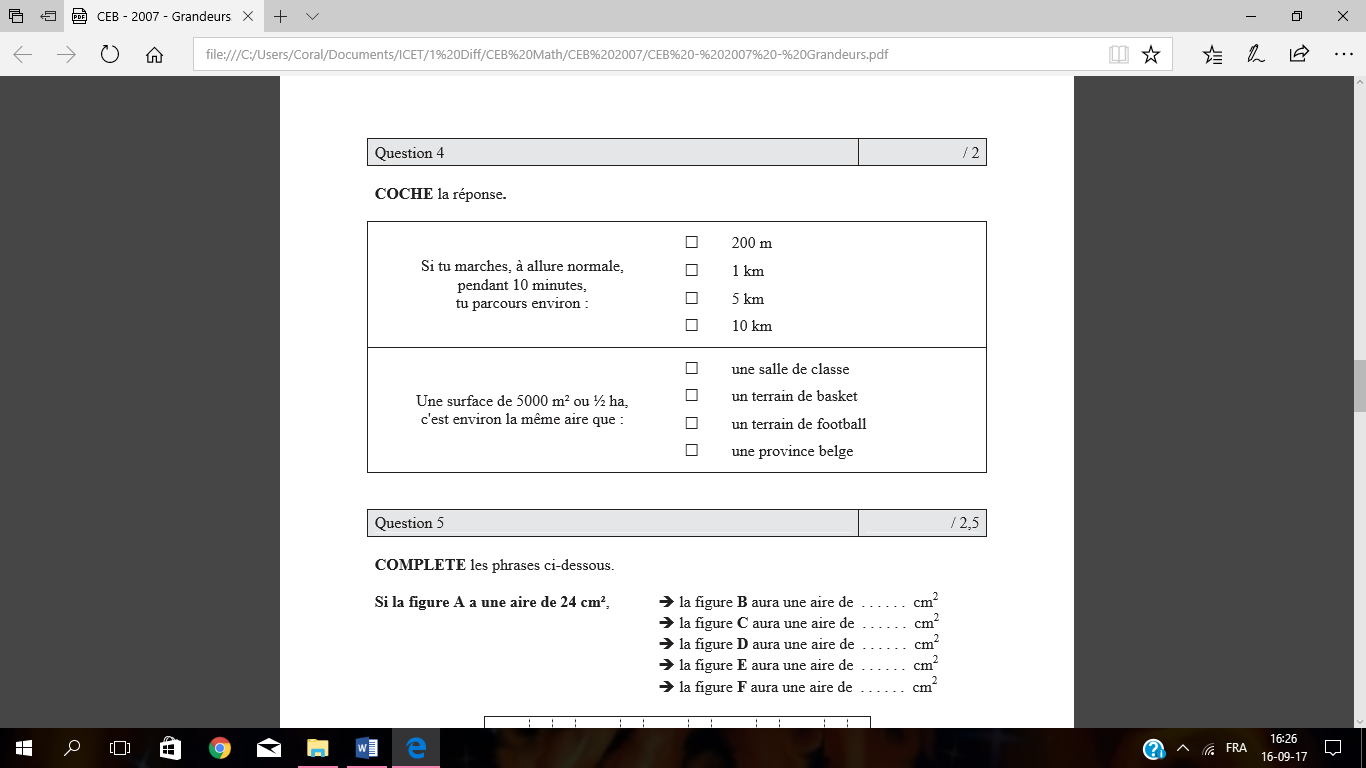 CEB - 2007 - Grandeurs
file:///C:/Users/Coral/Documents/ICET/1%20Diff/CEB%20Math/CEB%202007/CEB%20-%202007%20-%20Grandeurs.pdf
Question 4 / 2
COCHE la réponse.
Si tu marches, à allure normale,
pendant 10 minutes,
tu parcours environ :
☐ 200 m
☐ 1 km
☐ 5 km
☐ 10 km
Une surface de 5000 m² ou ½ ha,
c'est environ la même aire que :
☐ une salle de classe
☐ un terrain de basket
☐ un terrain de football
☐ une province belge
Question 5 / 2,5
COMPLETE les phrases ci-dessous.
Si la figure A a une aire de 24 cm²,
➔ la figure B aura une aire de . . . . . . cm²
➔ la figure C aura une aire de . . . . . . cm²
➔ la figure D aura une aire de . . . . . . cm²
➔ la figure E aura une aire de . . . . . . cm²
➔ la figure F aura une aire de . . . . . . cm²
FRA
16:26
16-09-17